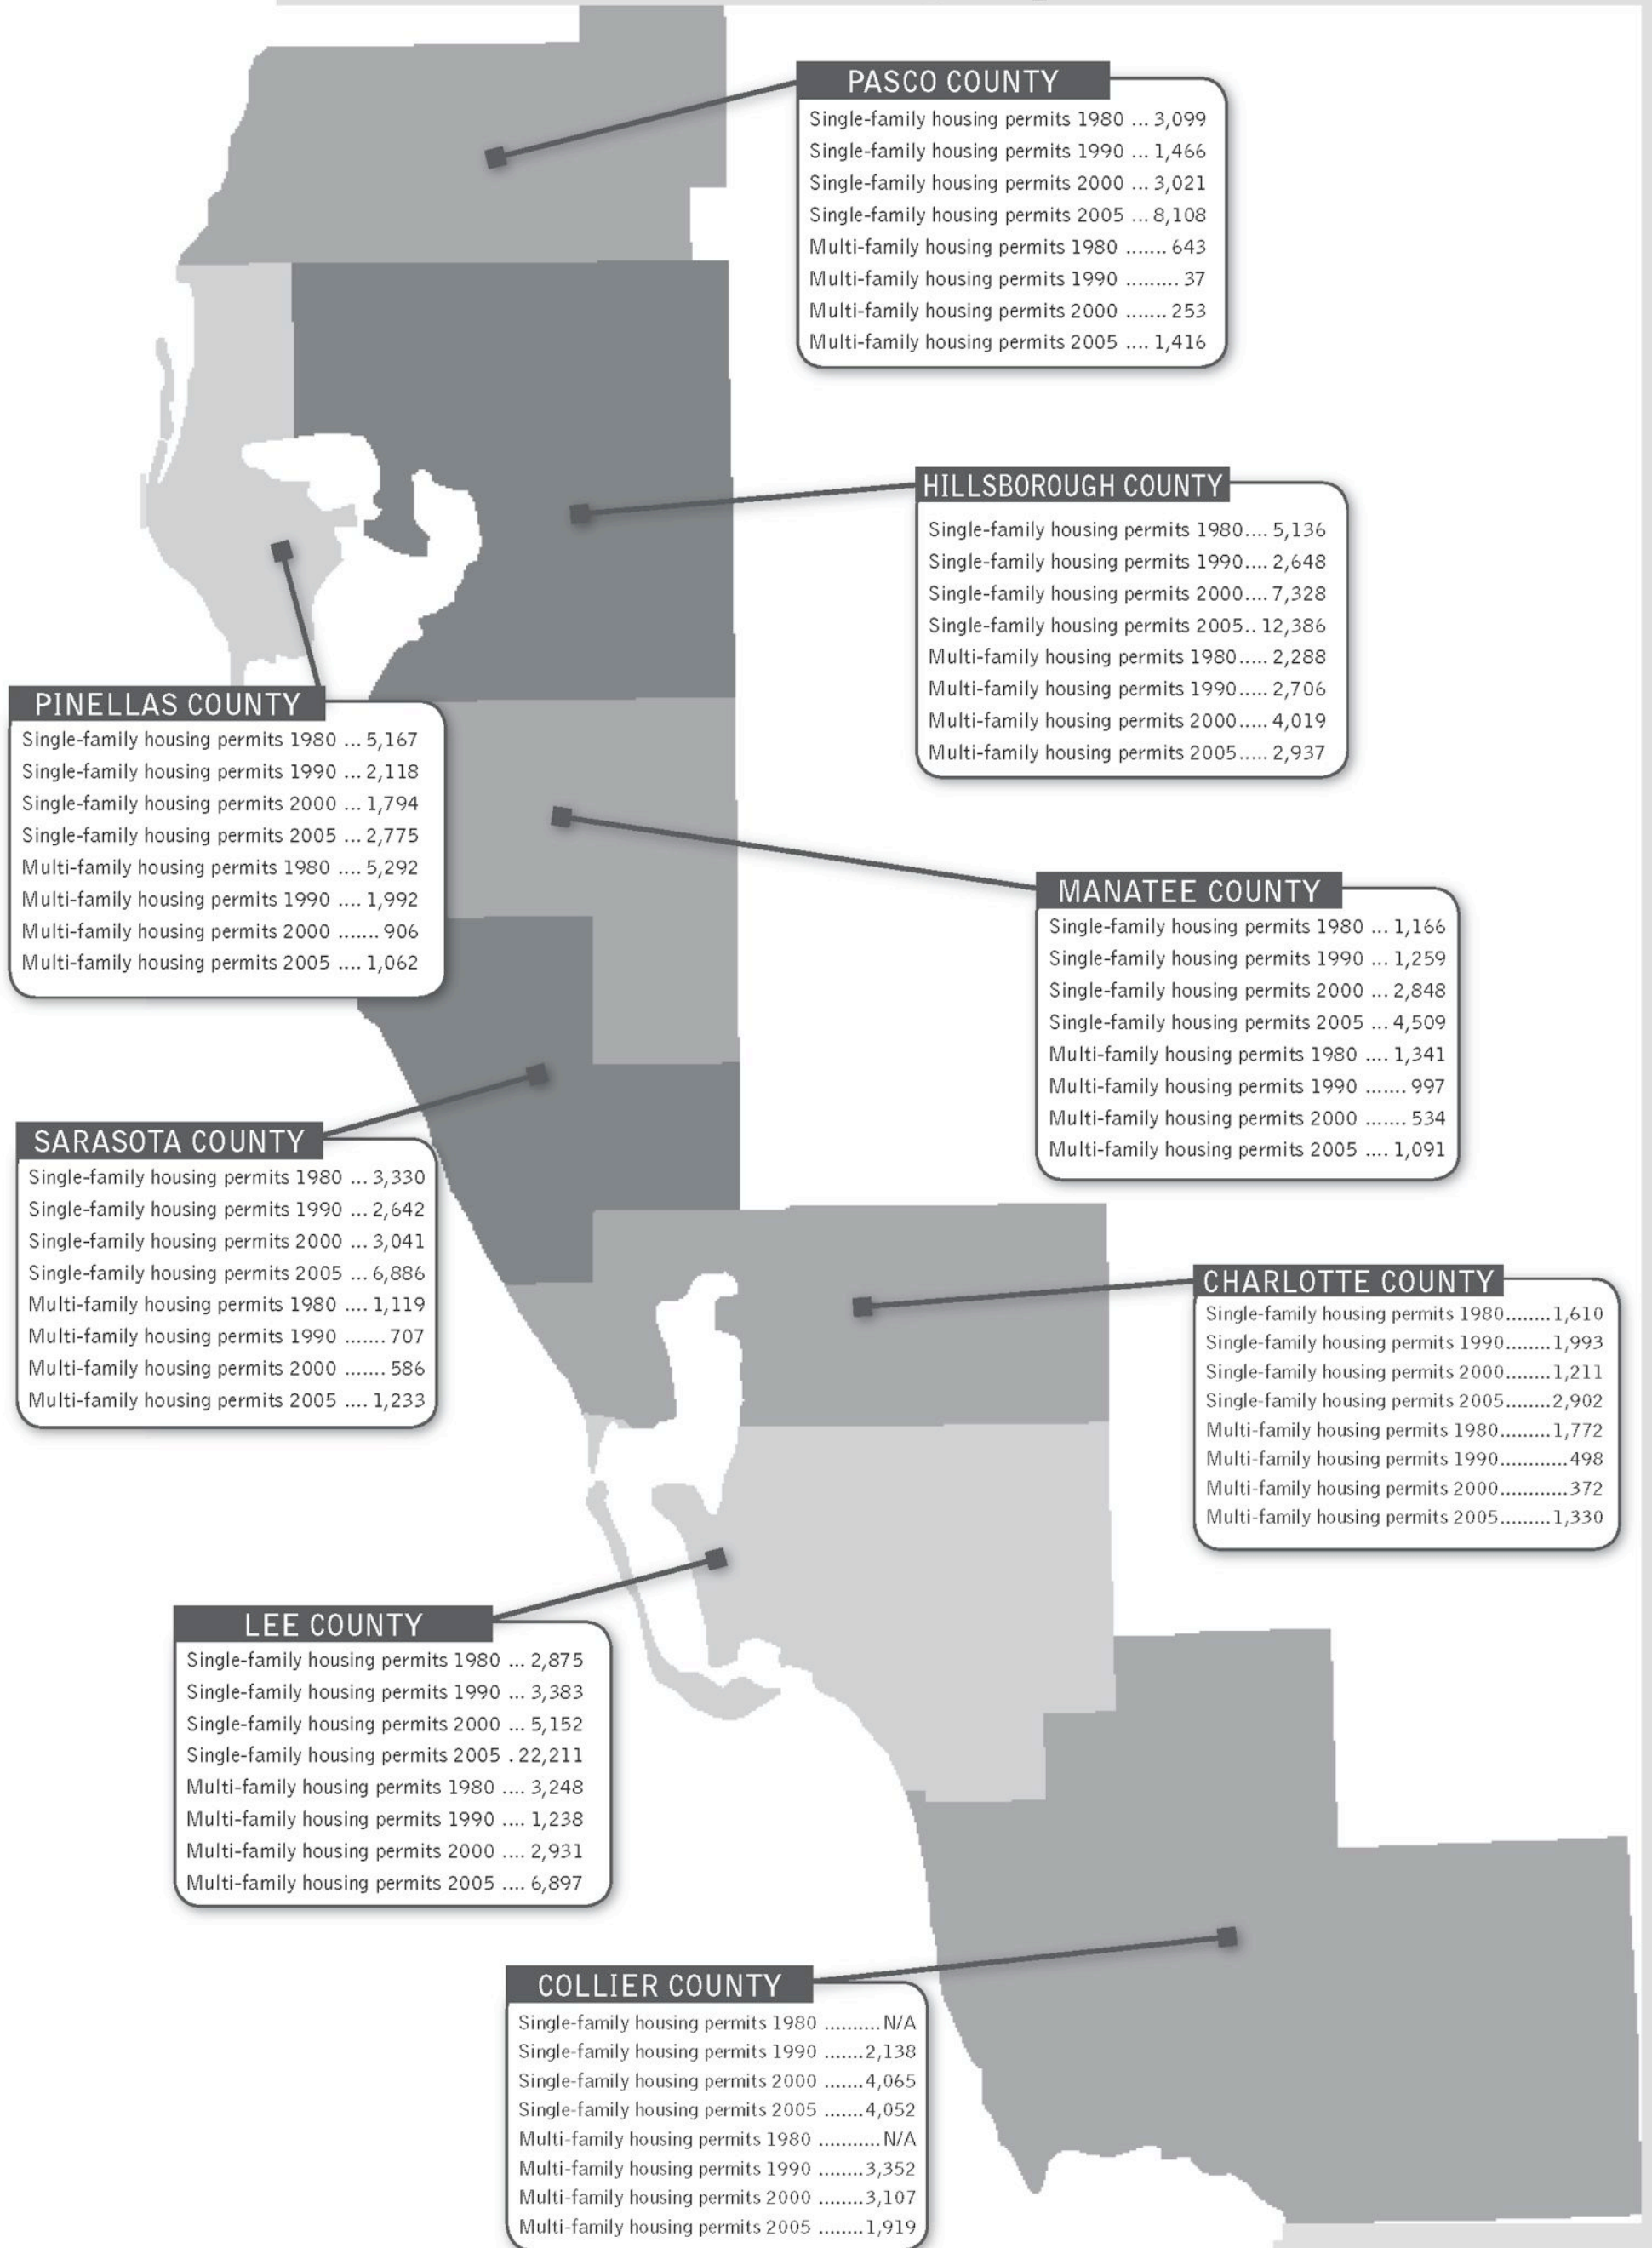 PASCO COUNTY
Single-family housing permits 1980 ... 3,099
Single-family housing permits 1990 ... 1,466
Single-family housing permits 2000 ... 3,021
Single-family housing permits 2005 ... 8,108
Multi-family housing permits 1980 ....... 643
Multi-family housing permits 1990 ......... 37
Multi-family housing permits 2000 ....... 253
Multi-family housing permits 2005 .... 1,416
HILLSBOROUGH COUNTY
Single-family housing permits 1980.... 5,136
Single-family housing permits 1990.... 2,648
Single-family housing permits 2000.... 7,328
Single-family housing permits 2005.. 12,386
Multi-family housing permits 1980..... 2,288
Multi-family housing permits 1990..... 2,706
Multi-family housing permits 2000..... 4,019
Multi-family housing permits 2005..... 2,937
PINELLAS COUNTY
Single-family housing permits 1980 ... 5,167
Single-family housing permits 1990 ... 2,118
Single-family housing permits 2000 ... 1,794
Single-family housing permits 2005 ... 2,775
Multi-family housing permits 1980 .... 5,292
Multi-family housing permits 1990 .... 1,992
Multi-family housing permits 2000 ....... 906
Multi-family housing permits 2005 .... 1,062
MANATEE COUNTY
Single-family housing permits 1980 ... 1,166
Single-family housing permits 1990 ... 1,259
Single-family housing permits 2000 ... 2,848
Single-family housing permits 2005 ... 4,509
Multi-family housing permits 1980 .... 1,341
Multi-family housing permits 1990 ....... 997
Multi-family housing permits 2000 ....... 534
Multi-family housing permits 2005 .... 1,091
SARASOTA COUNTY
Single-family housing permits 1980 ... 3,330
Single-family housing permits 1990 ... 2,642
Single-family housing permits 2000 ... 3,041
Single-family housing permits 2005 ... 6,886
Multi-family housing permits 1980 .... 1,119
Multi-family housing permits 1990 ....... 707
Multi-family housing permits 2000 ....... 586
Multi-family housing permits 2005 .... 1,233
CHARLOTTE COUNTY
Single-family housing permits 1980........1,610
Single-family housing permits 1990........1,993
Single-family housing permits 2000........1,211
Single-family housing permits 2005........2,902
Multi-family housing permits 1980.........1,772
Multi-family housing permits 1990............498
Multi-family housing permits 2000............372
Multi-family housing permits 2005.........1,330
LEE COUNTY
Single-family housing permits 1980 ... 2,875
Single-family housing permits 1990 ... 3,383
Single-family housing permits 2000 ... 5,152
Single-family housing permits 2005 . 22,211
Multi-family housing permits 1980 .... 3,248
Multi-family housing permits 1990 .... 1,238
Multi-family housing permits 2000 .... 2,931
Multi-family housing permits 2005 .... 6,897
COLLIER COUNTY
Single-family housing permits 1980 ..........N/A
Single-family housing permits 1990 .......2,138
Single-family housing permits 2000 .......4,065
Single-family housing permits 2005 .......4,052
Multi-family housing permits 1980 ...........N/A
Multi-family housing permits 1990 ........3,352
Multi-family housing permits 2000 ........3,107
Multi-family housing permits 2005 ........1,919